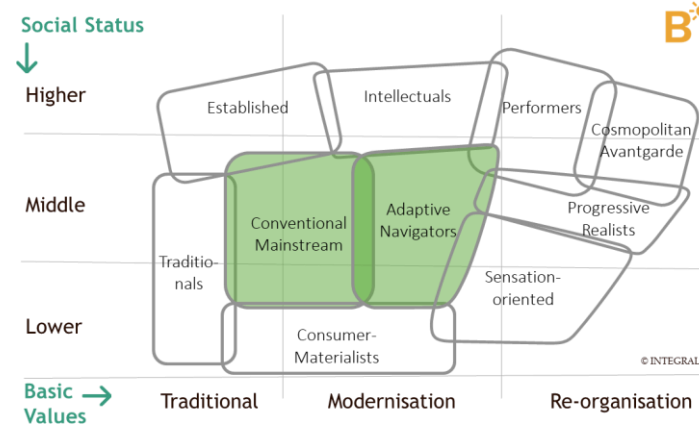 Social Status
B
Higher
Established
Intellectuals
Performers
Cosmopolitan
Avantgarde
Middle
Conventional
Mainstream
Adaptive
Navigators
Progressive
Realists
Traditio-
nals
Sensation-
oriented
Lower
Consumer-
Materialists
© INTEGRAL
Basic
Values
Traditional
Modernisation
Re-organisation